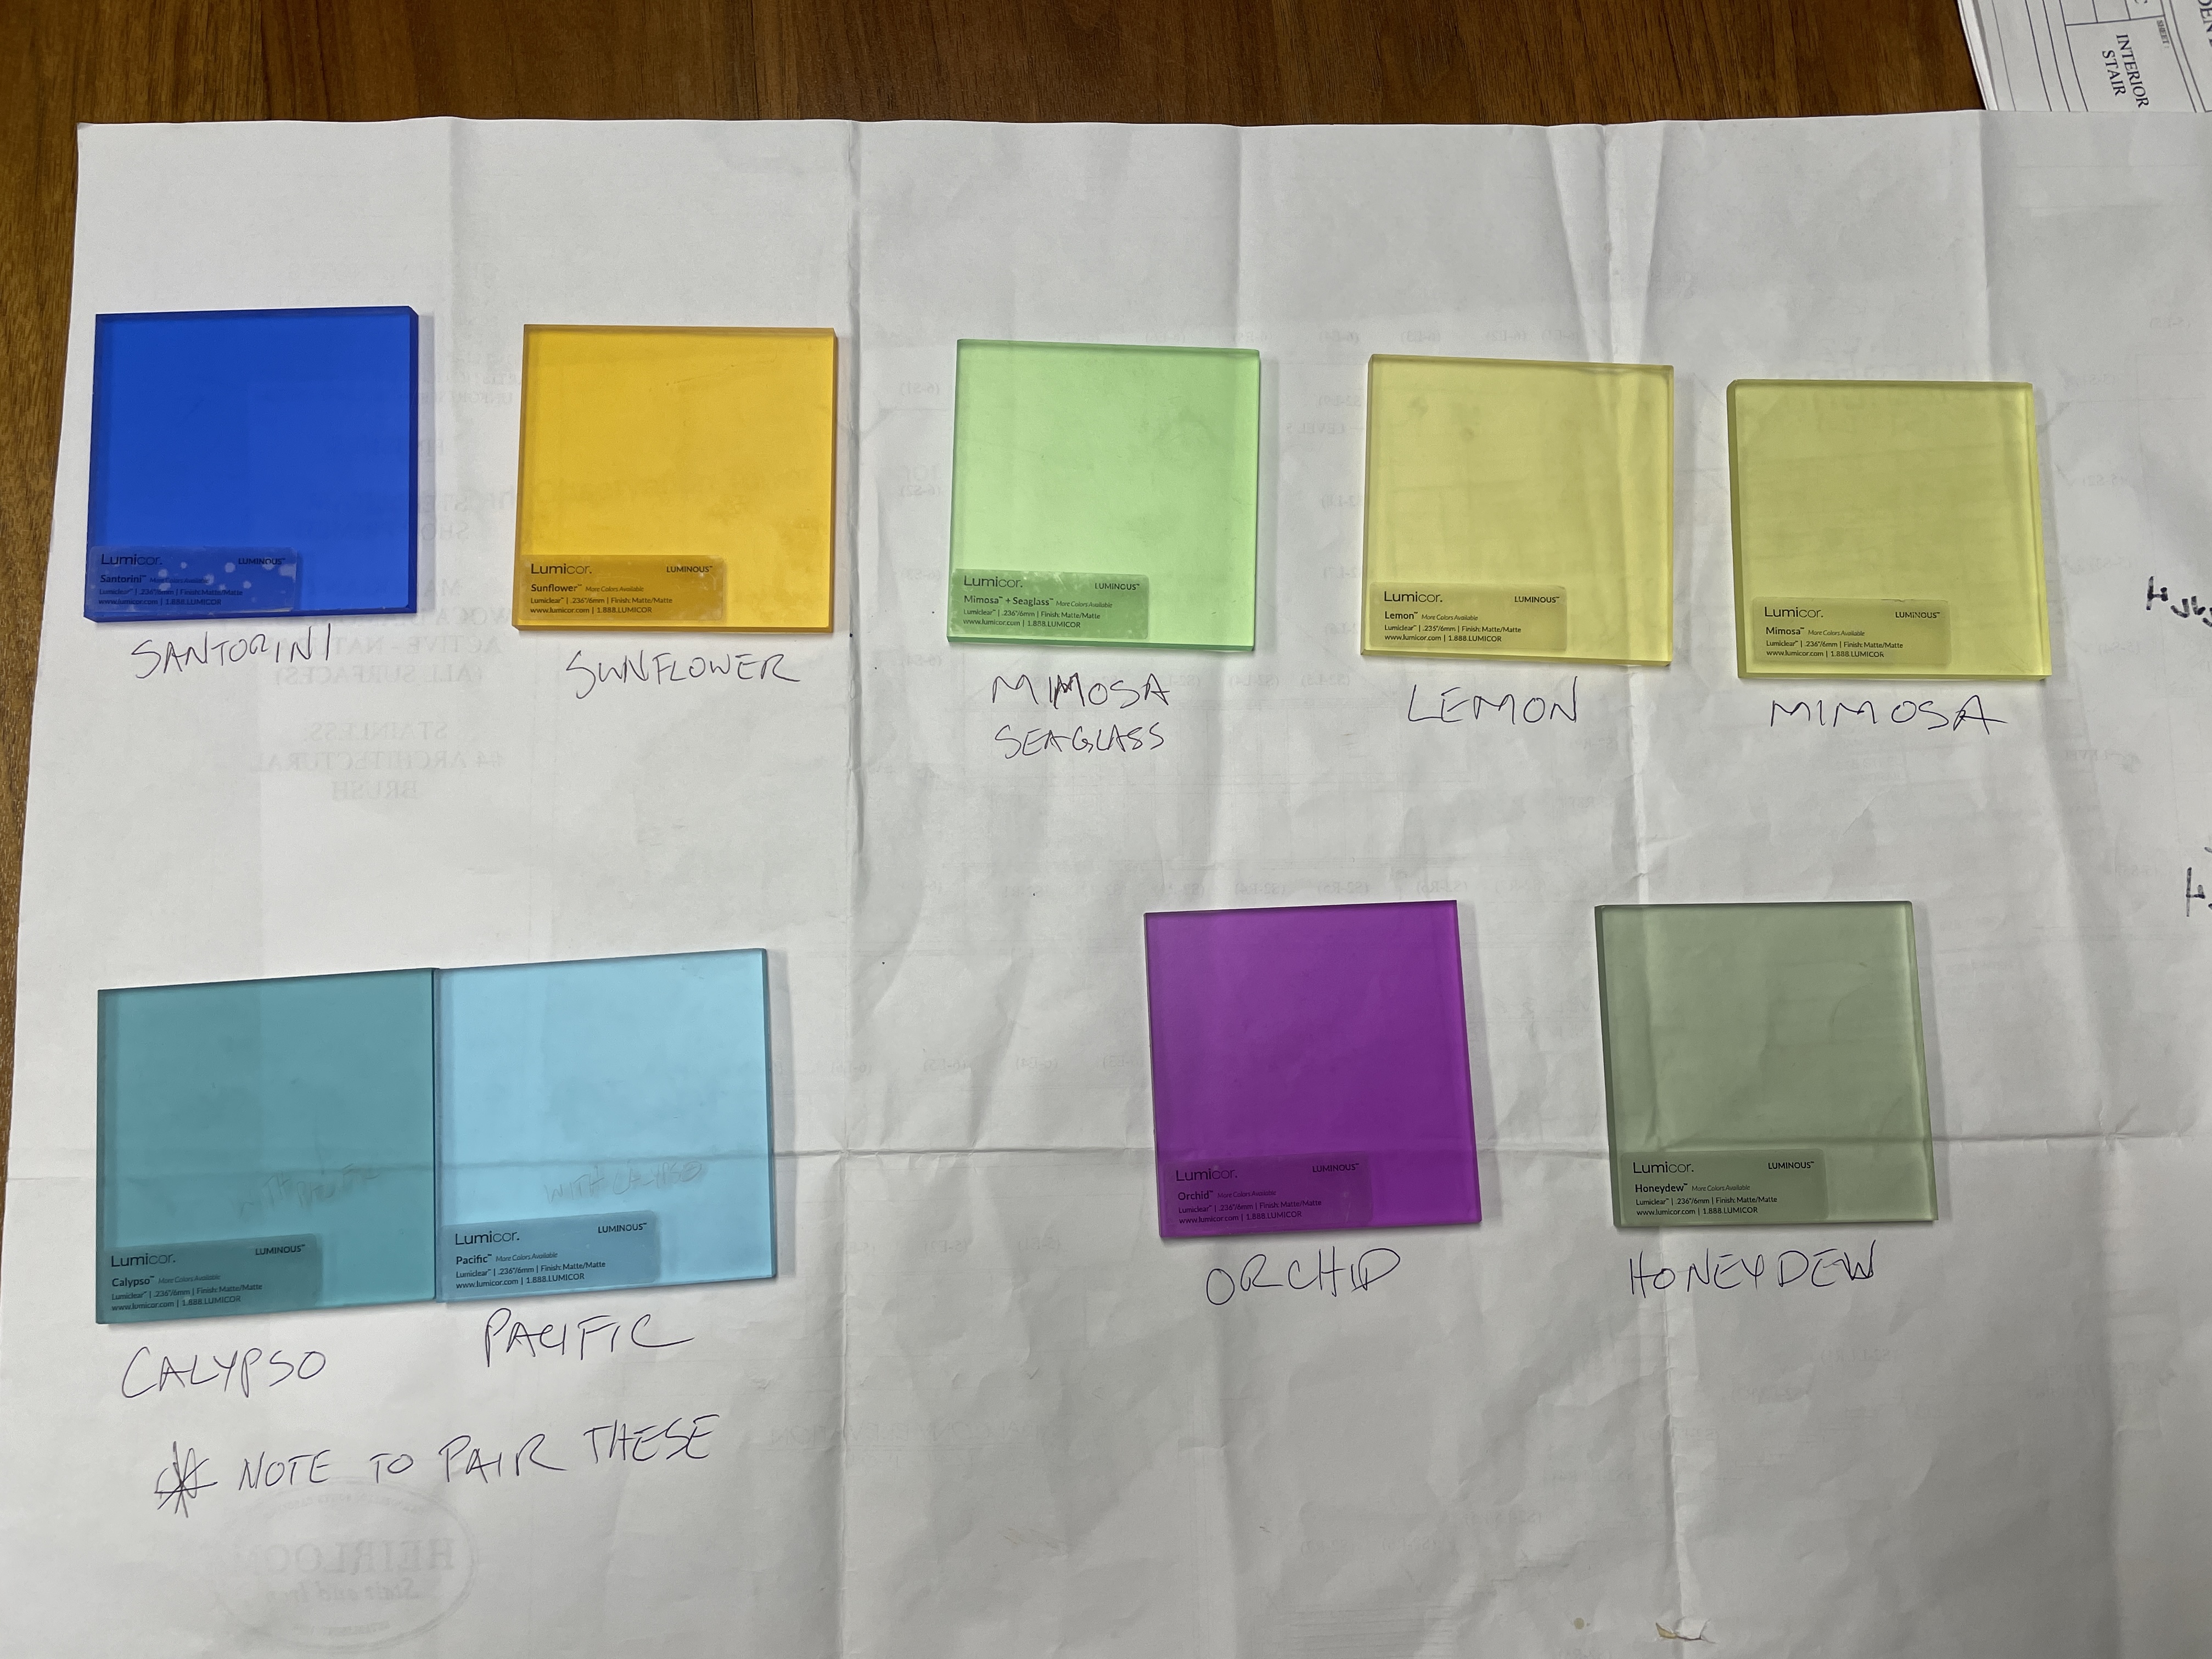 SHEET:
INTERIOR
STAIR
Lumicor. LUMINOUS™
Santorini™ More Colors Available
Lumiclear™ | .236"/6mm | Finish: Matte/Matte
www.lumicor.com | 1.888.LUMICOR
SANTORINI
Lumicor. LUMINOUS™
Sunflower™ More Colors Available
Lumiclear™ | .236"/6mm | Finish: Matte/Matte
www.lumicor.com | 1.888.LUMICOR
SUNFLOWER
Lumicor. LUMINOUS™
Mimosa™ + Seaglass™ More Colors Available
Lumiclear™ | .236"/6mm | Finish: Matte/Matte
www.lumicor.com | 1.888.LUMICOR
MIMOSA
SEAGLASS
Lumicor. LUMINOUS™
Lemon™ More Colors Available
Lumiclear™ | .236"/6mm | Finish: Matte/Matte
www.lumicor.com | 1.888.LUMICOR
LEMON
Lumicor. LUMINOUS™
Mimosa™ More Colors Available
Lumiclear™ | .236"/6mm | Finish: Matte/Matte
www.lumicor.com | 1.888.LUMICOR
MIMOSA
STAINLESS:
#4 ARCHITECTURAL
BRUSH
Lumicor. LUMINOUS™
Calypso™ More Colors Available
Lumiclear™ | .236"/6mm | Finish: Matte/Matte
www.lumicor.com | 1.888.LUMICOR
CALYPSO
WITH CALYPSO
Lumicor. LUMINOUS™
Pacific™ More Colors Available
Lumiclear™ | .236"/6mm | Finish: Matte/Matte
www.lumicor.com | 1.888.LUMICOR
PACIFIC
* NOTE TO PAIR THESE
Lumicor. LUMINOUS™
Orchid™ More Colors Available
Lumiclear™ | .236"/6mm | Finish: Matte/Matte
www.lumicor.com | 1.888.LUMICOR
ORCHID
Lumicor. LUMINOUS™
Honeydew™ More Colors Available
Lumiclear™ | .236"/6mm | Finish: Matte/Matte
www.lumicor.com | 1.888.LUMICOR
HONEYDEW
HEIRLOOM
Stair and Iron